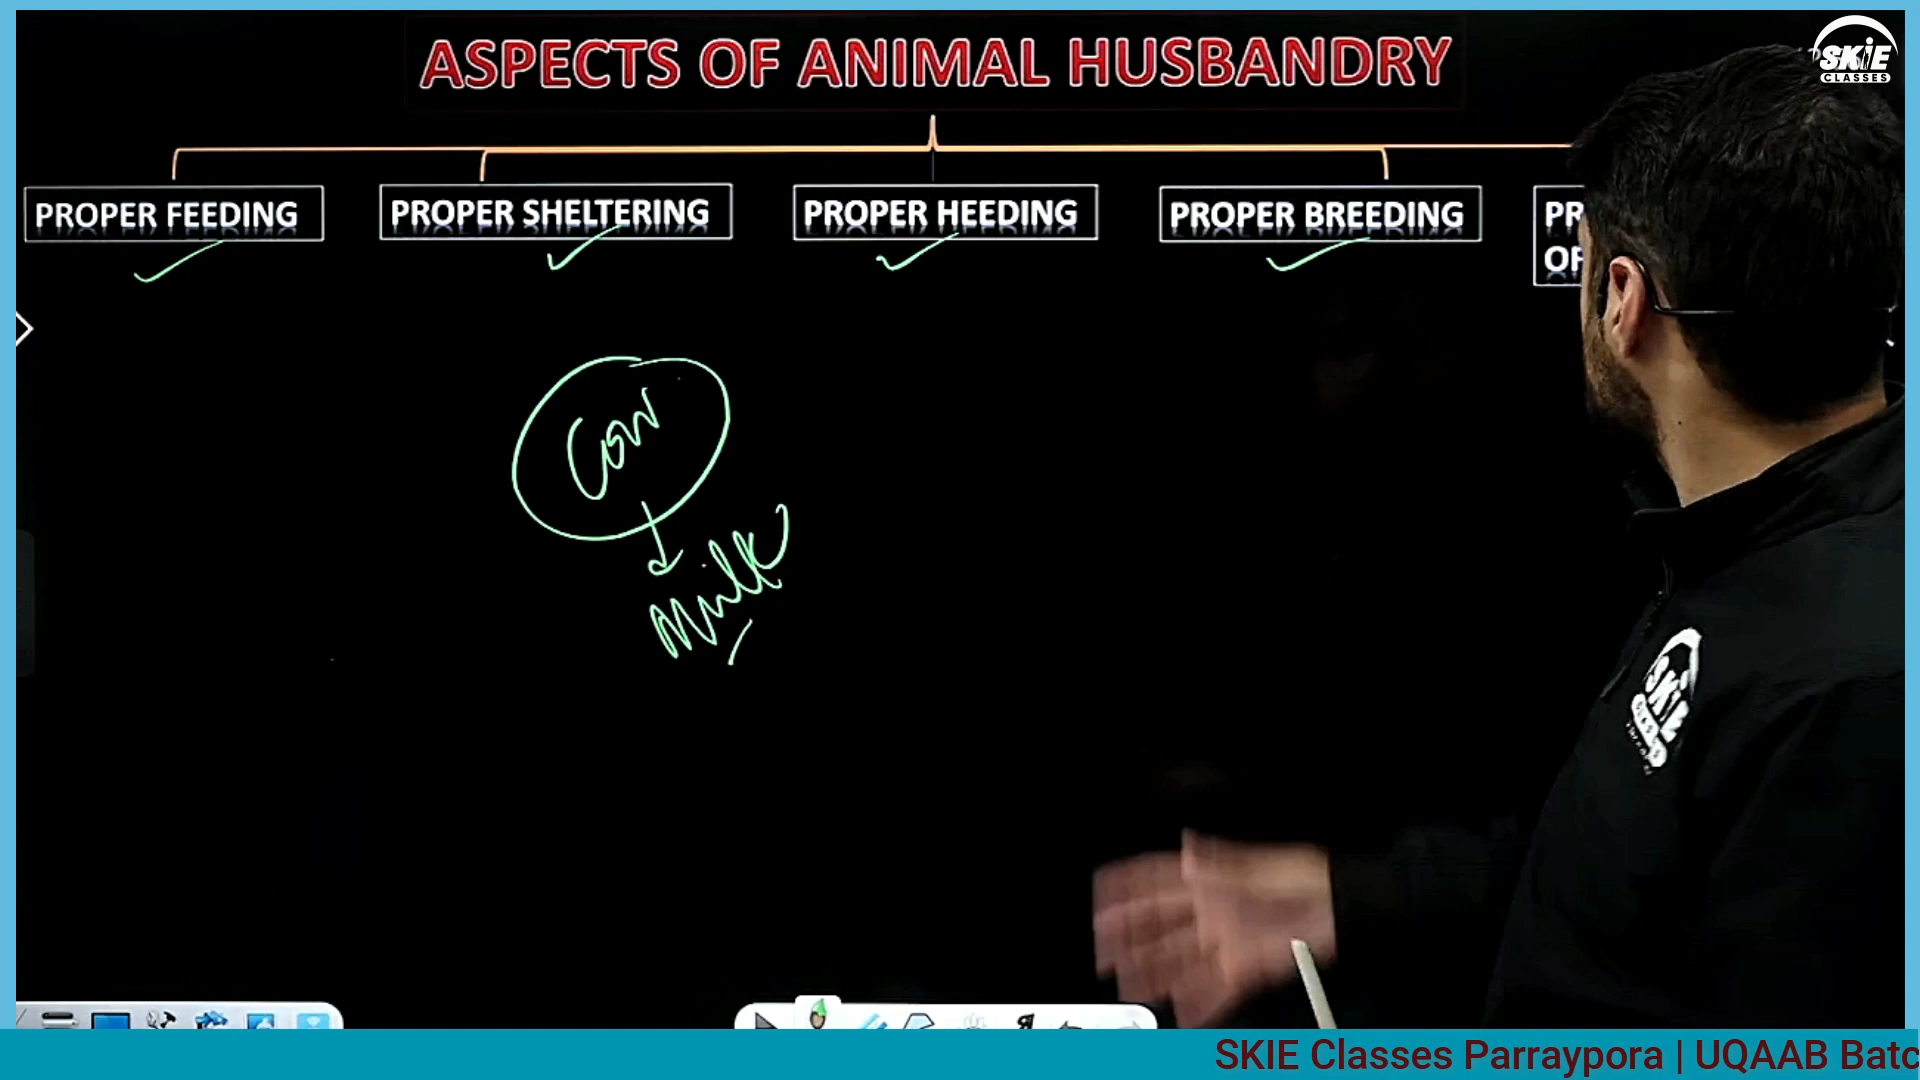 ASPECTS OF ANIMAL HUSBANDRY
SKiE
CLASSES
PROPER FEEDING
PROPER SHELTERING
PROPER HEEDING
PROPER BREEDING
PR
OF
Cow
Milk
SKiE
SKIE Classes Parraypora | UQAAB Batc